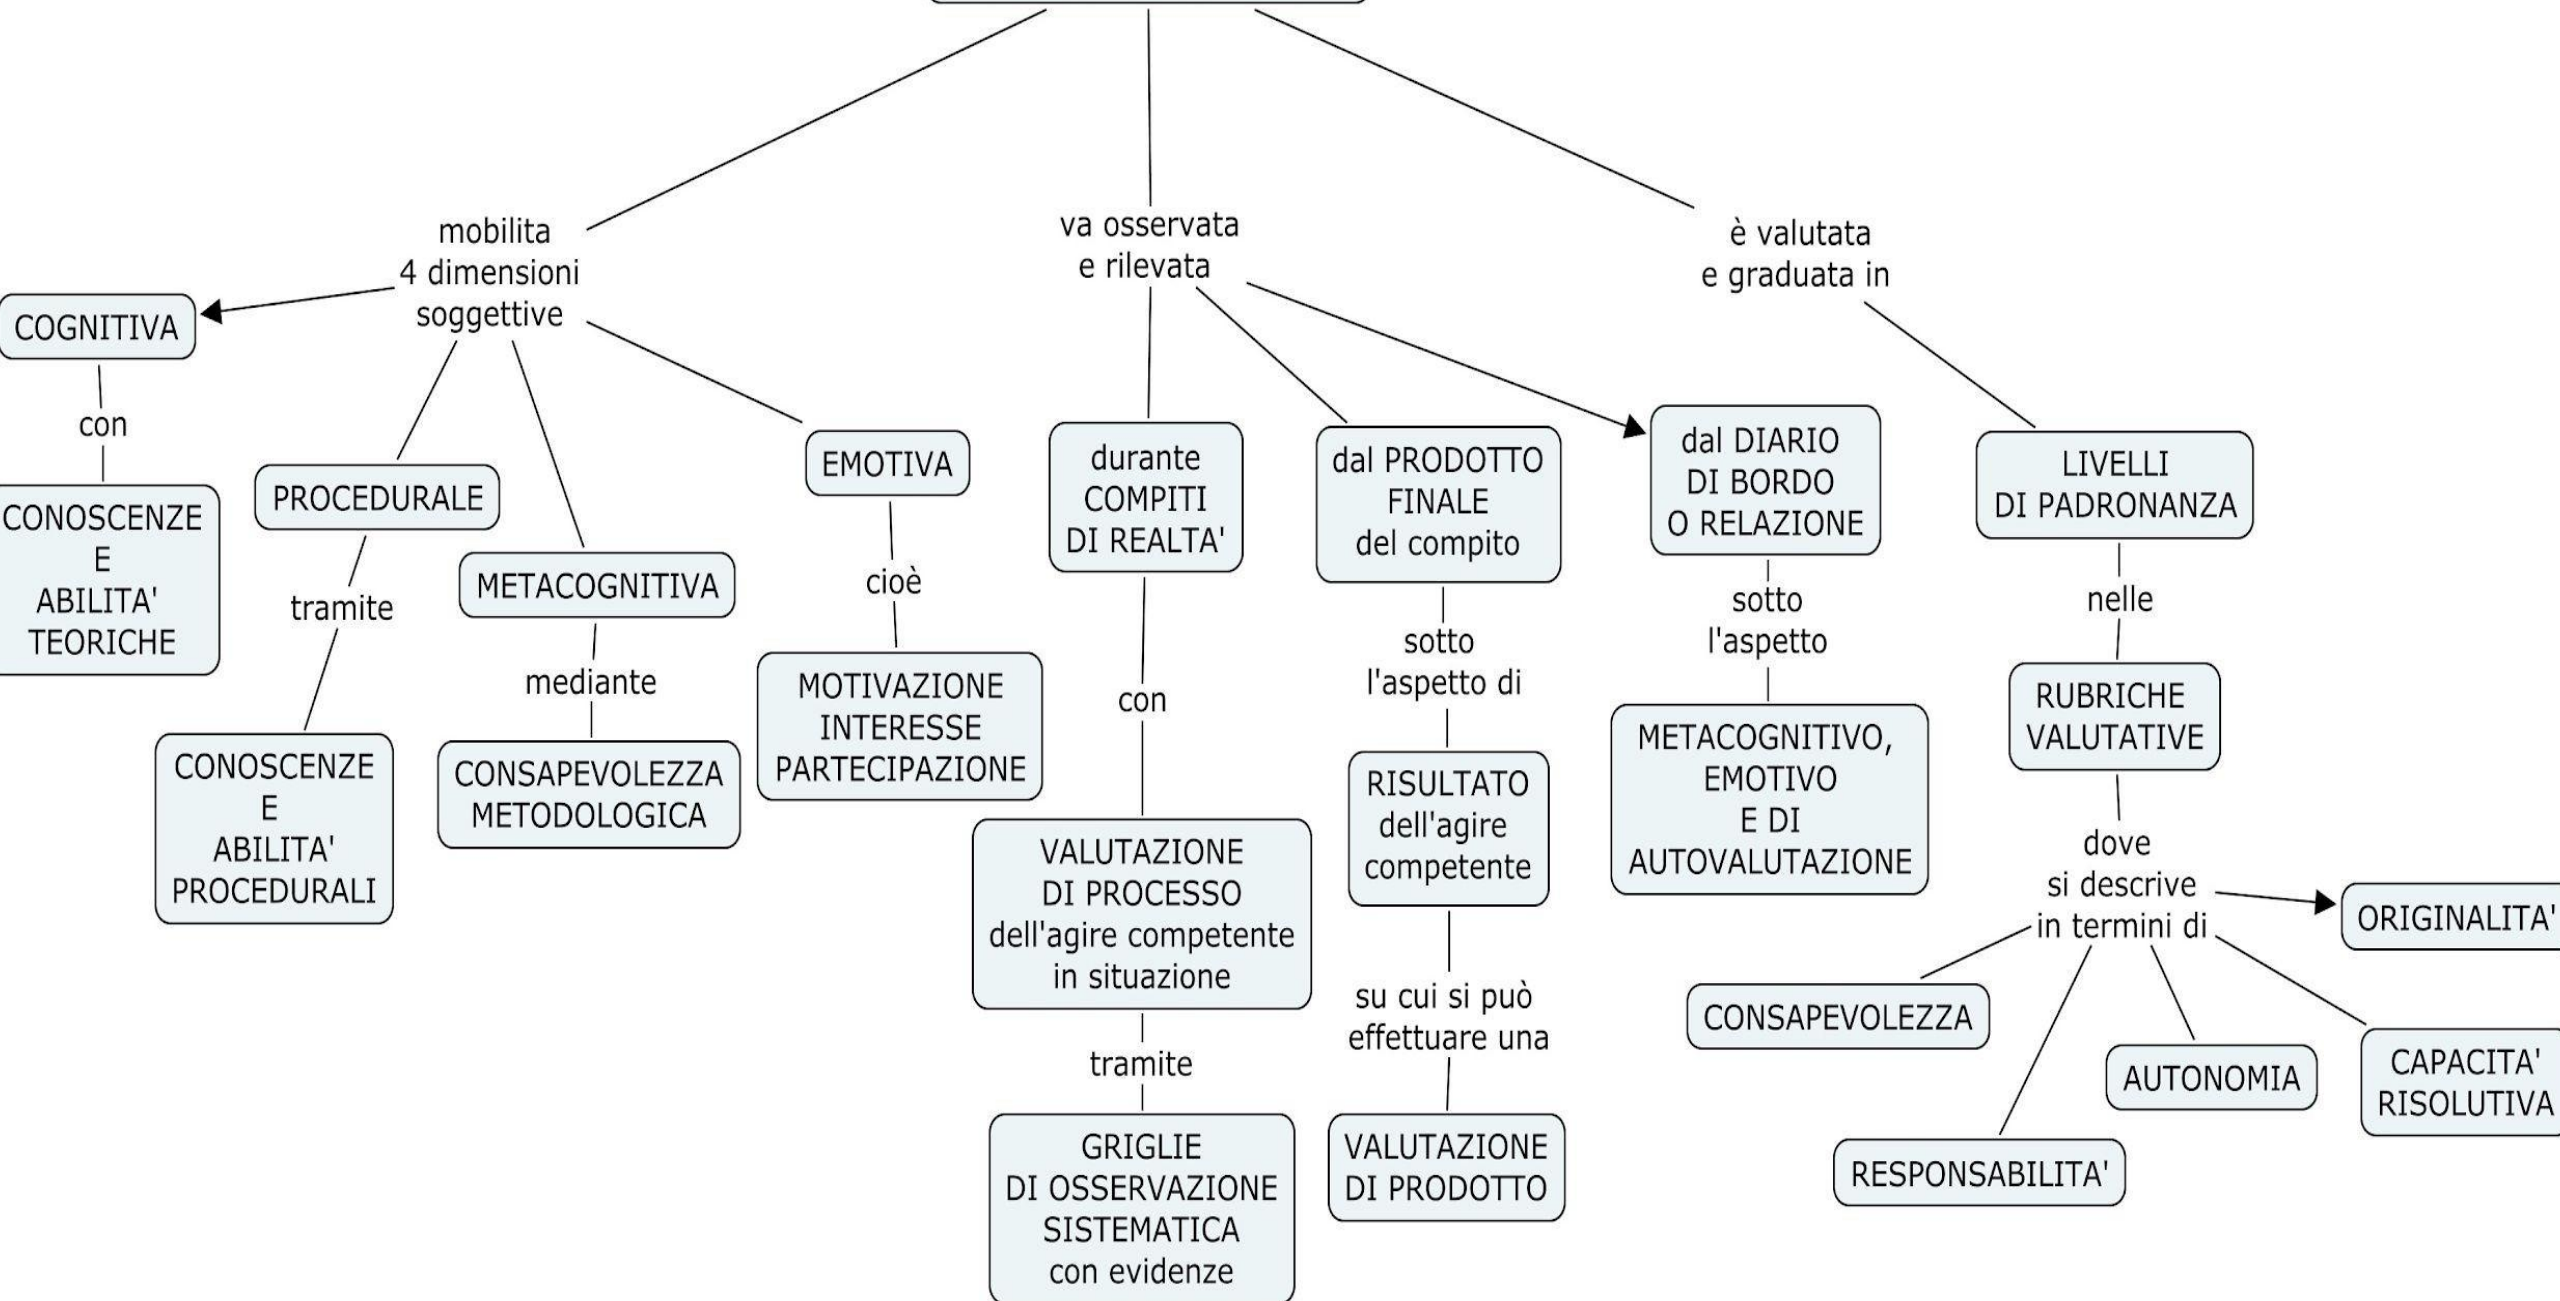 mobilita
4 dimensioni
soggettive
COGNITIVA
con
CONOSCENZE
E
ABILITA'
TEORICHE
PROCEDURALE
tramite
CONOSCENZE
E
ABILITA'
PROCEDURALI
METACOGNITIVA
mediante
CONSAPEVOLEZZA
METODOLOGICA
EMOTIVA
cioè
MOTIVAZIONE
INTERESSE
PARTECIPAZIONE
va osservata
e rilevata
durante
COMPITI
DI REALTA'
con
VALUTAZIONE
DI PROCESSO
dell'agire competente
in situazione
tramite
GRIGLIE
DI OSSERVAZIONE
SISTEMATICA
con evidenze
dal PRODOTTO
FINALE
del compito
sotto
l'aspetto di
RISULTATO
dell'agire
competente
su cui si può
effettuare una
VALUTAZIONE
DI PRODOTTO
dal DIARIO
DI BORDO
O RELAZIONE
sotto
l'aspetto
METACOGNITIVO,
EMOTIVO
E DI
AUTOVALUTAZIONE
è valutata
e graduata in
LIVELLI
DI PADRONANZA
nelle
RUBRICHE
VALUTATIVE
dove
si descrive
in termini di
ORIGINALITA'
CONSAPEVOLEZZA
RESPONSABILITA'
AUTONOMIA
CAPACITA'
RISOLUTIVA